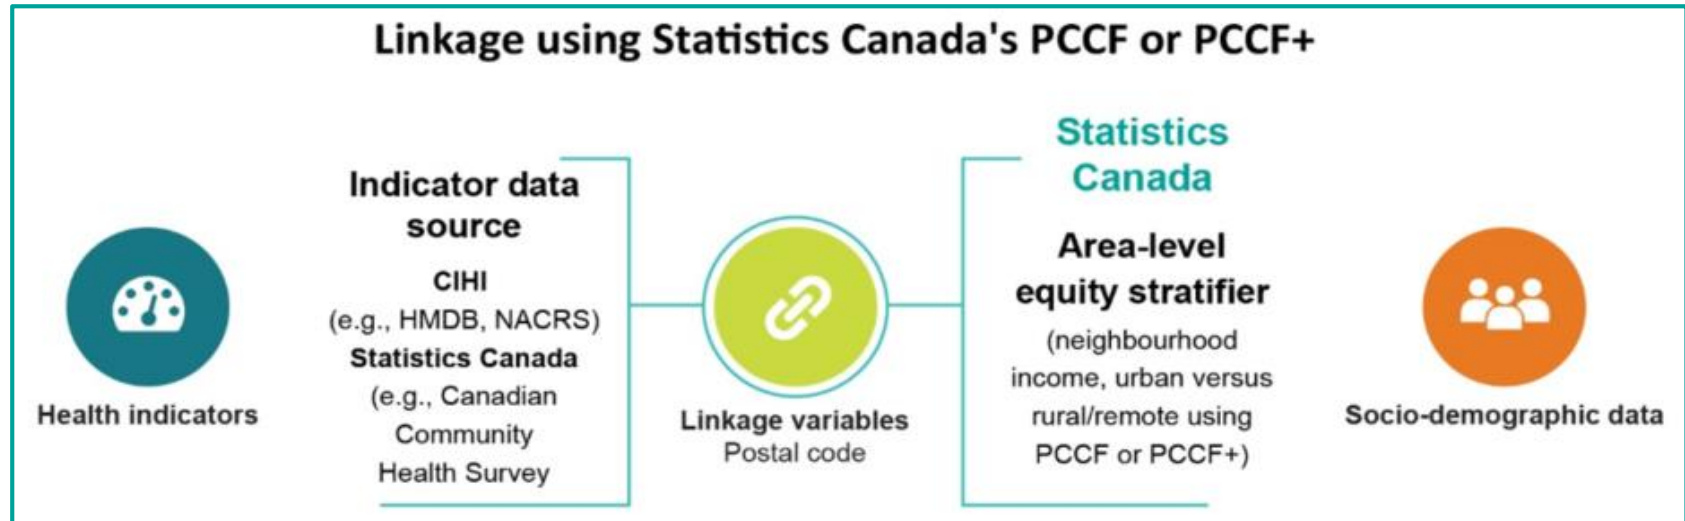 Linkage using Statistics Canada's PCCF or PCCF+
Health indicators
Indicator data
source
CIHI
(e.g., HMDB, NACRS)
Statistics Canada
(e.g., Canadian
Community
Health Survey
Linkage variables
Postal code
Statistics
Canada
Area-level
equity stratifier
(neighbourhood
income, urban versus
rural/remote using
PCCF or PCCF+)
Socio-demographic data